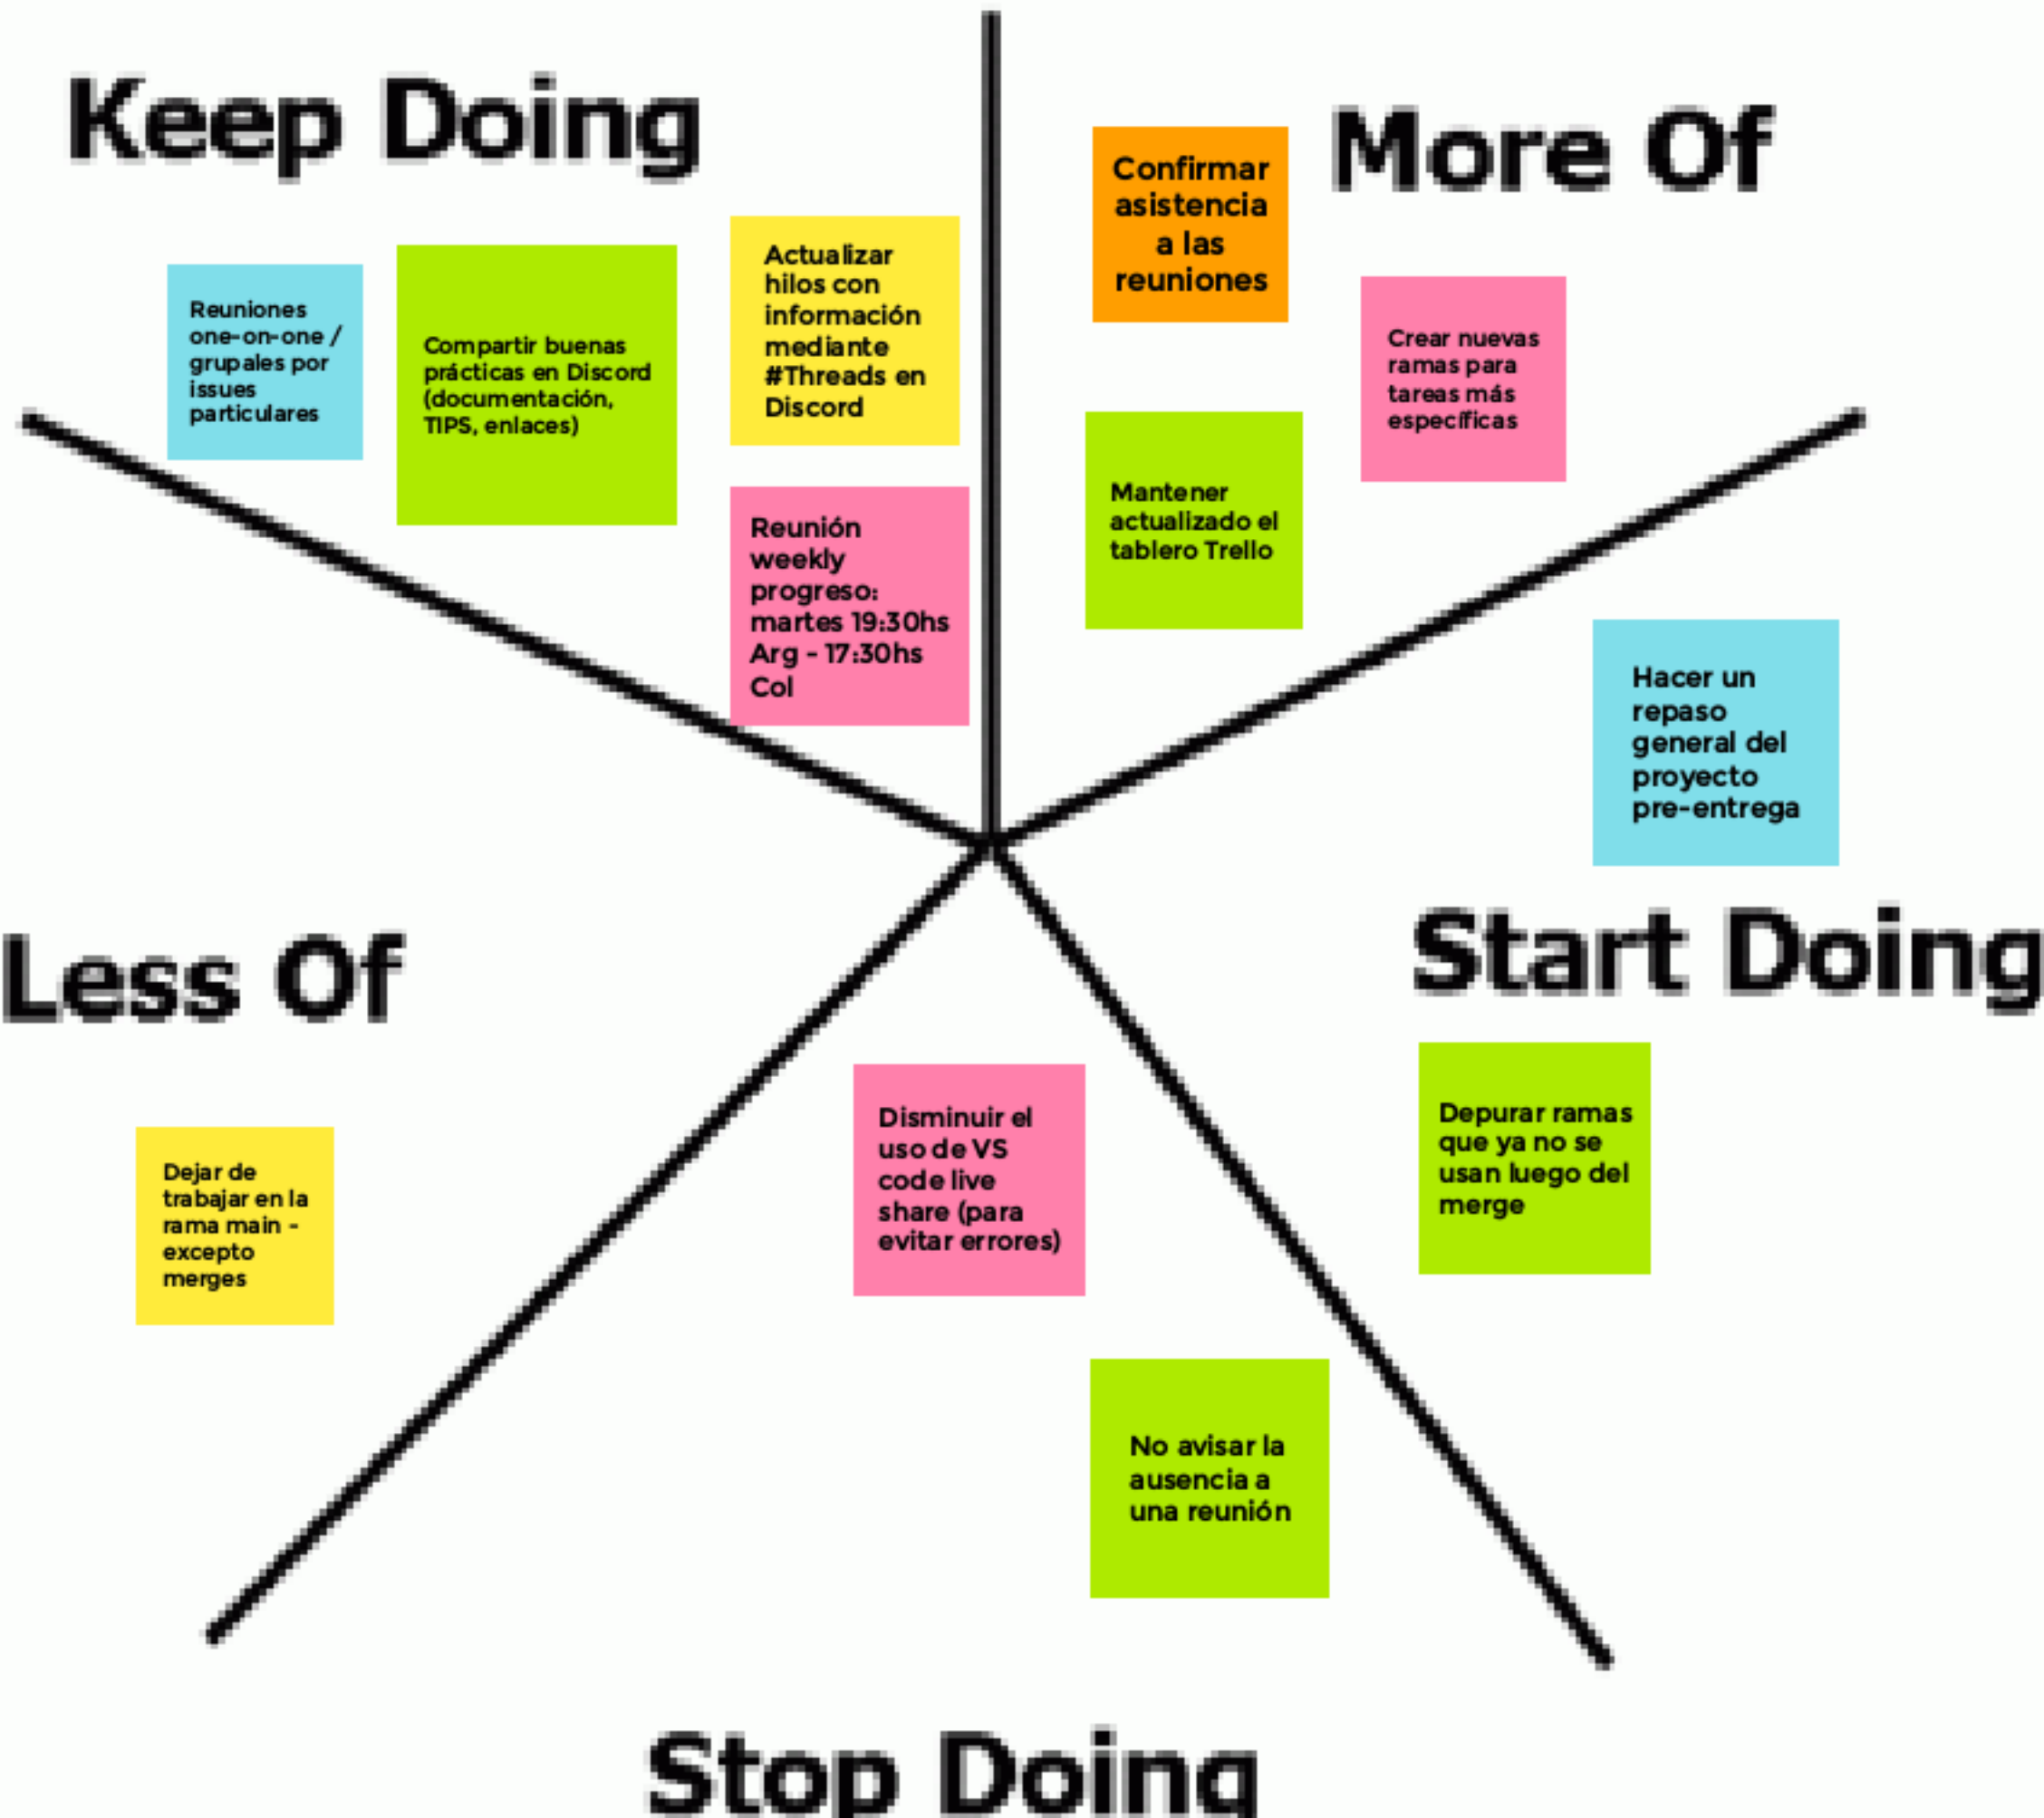 Keep Doing
Reuniones
one-on-one /
grupales por
issues
particulares
Compartir buenas
prácticas en Discord
(documentación,
TIPS, enlaces)
Actualizar
hilos con
información
mediante
#Threads en
Discord
Reunión
weekly
progreso:
martes 19:30hs
Arg - 17:30hs
Col
More Of
Confirmar
asistencia
a las
reuniones
Crear nuevas
ramas para
tareas más
específicas
Mantener
actualizado el
tablero Trello
Hacer un
repaso
general del
proyecto
pre-entrega
Start Doing
Depurar ramas
que ya no se
usan luego del
merge
Less Of
Dejar de
trabajar en la
rama main -
excepto
merges
Disminuir el
uso de VS
code live
share (para
evitar errores)
No avisar la
ausencia a
una reunión
Stop Doing